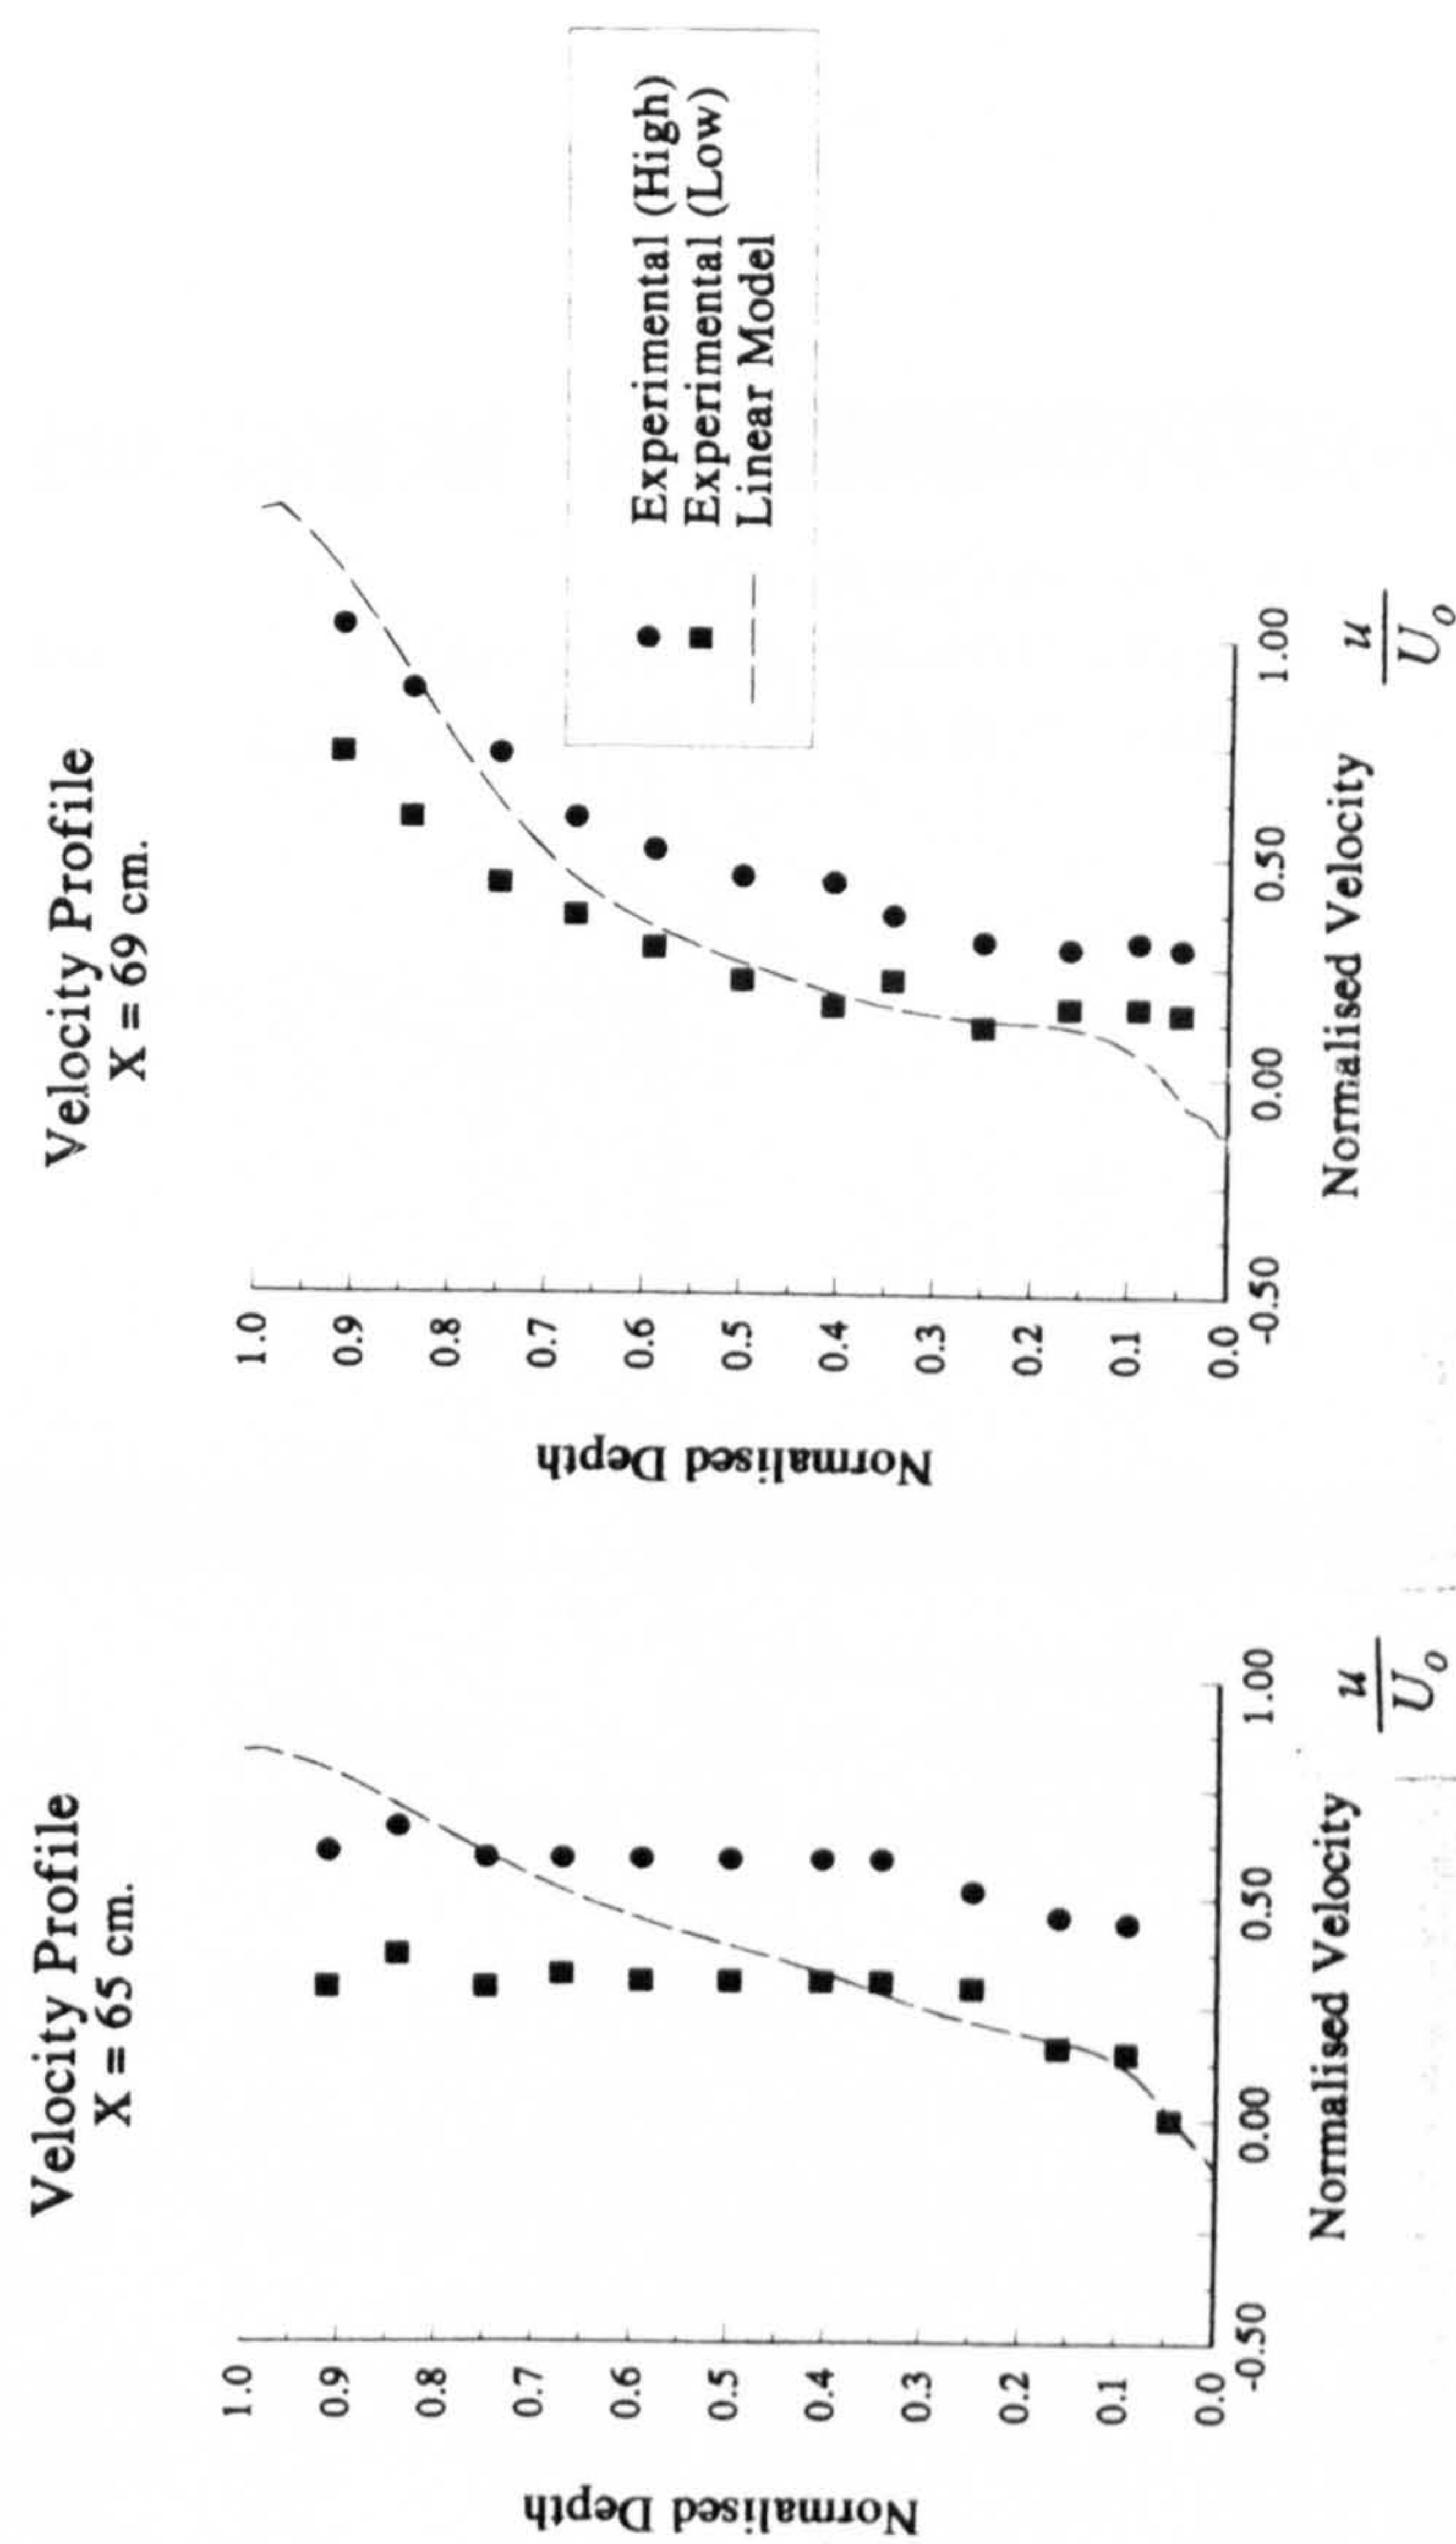 Velocity Profile
X = 65 cm.
Normalised Depth
1.0
0.9
0.8
0.7
0.6
0.5
0.4
0.3
0.2
0.1
0.0
-0.50
0.00
0.50
1.00
Normalised Velocity
u
U₀
Velocity Profile
X = 69 cm.
Normalised Depth
1.0
0.9
0.8
0.7
0.6
0.5
0.4
0.3
0.2
0.1
0.0
-0.50
0.00
0.50
1.00
Normalised Velocity
u
U₀
Experimental (High)
Experimental (Low)
Linear Model